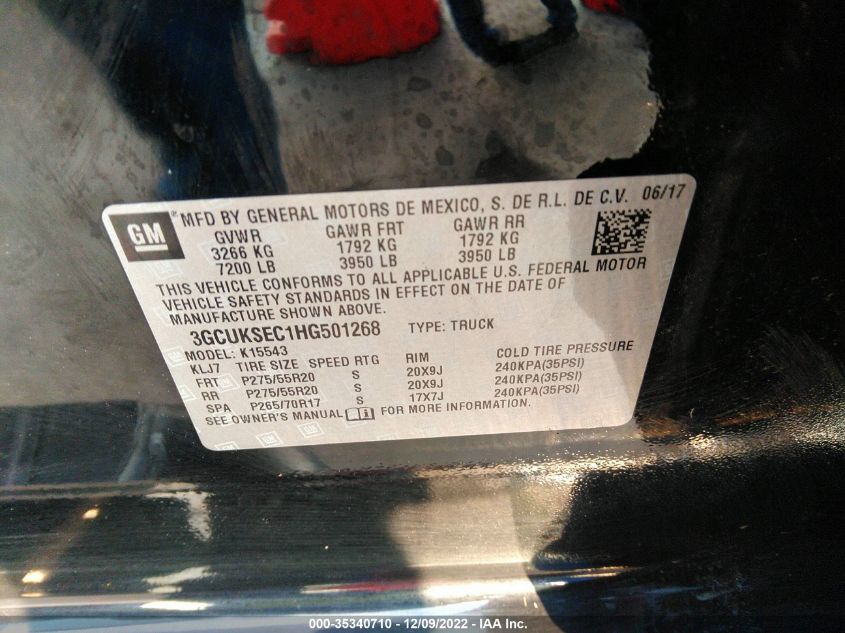 GM ® MFD BY GENERAL MOTORS DE MEXICO, S. DE R.L. DE C.V. 06/17
GVWR GAWR FRT GAWR RR
3266 KG 1792 KG 1792 KG
7200 LB 3950 LB 3950 LB
THIS VEHICLE CONFORMS TO ALL APPLICABLE U.S. FEDERAL MOTOR
VEHICLE SAFETY STANDARDS IN EFFECT ON THE DATE OF
MANUFACTURE SHOWN ABOVE.
3GCUKSEC1HG501268 TYPE: TRUCK
MODEL: K15543
KLJ7 TIRE SIZE SPEED RTG RIM COLD TIRE PRESSURE
FRT P275/55R20 S 20X9J 240KPA(35PSI)
RR P275/55R20 S 20X9J 240KPA(35PSI)
SPA P265/70R17 S 17X7J 240KPA(35PSI)
SEE OWNER'S MANUAL FOR MORE INFORMATION.
000-35340710 - 12/09/2022 - IAA Inc.